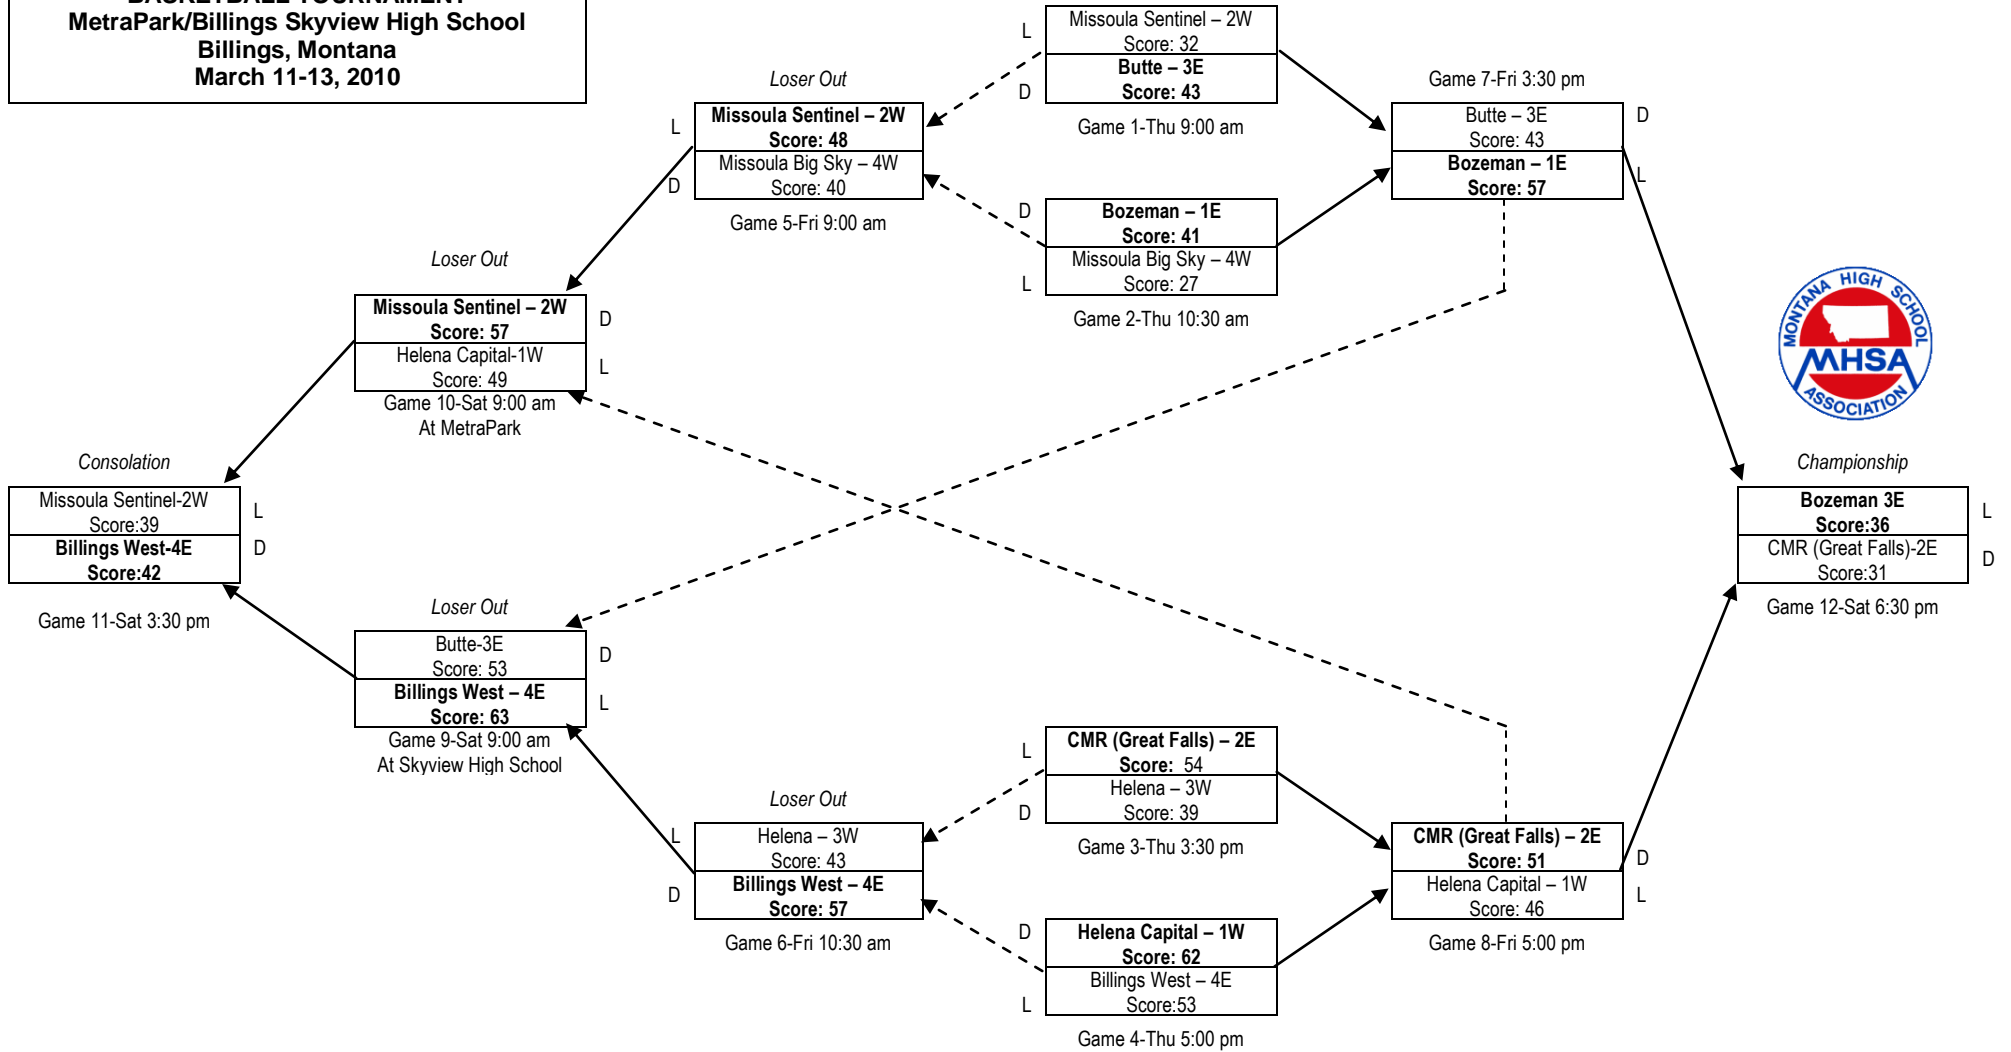 BASKETBALL TOURNAMENT
MetraPark/Billings Skyview High School
Billings, Montana
March 11-13, 2010
L
Missoula Sentinel – 2W
Score: 32
D
Butte – 3E
Score: 43
Game 1-Thu 9:00 am
D
Bozeman – 1E
Score: 41
L
Missoula Big Sky – 4W
Score: 27
Game 2-Thu 10:30 am
Loser Out
L
Missoula Sentinel – 2W
Score: 48
D
Missoula Big Sky – 4W
Score: 40
Game 5-Fri 9:00 am
Game 7-Fri 3:30 pm
Butte – 3E
Score: 43
D
Bozeman – 1E
Score: 57
L
Loser Out
Missoula Sentinel – 2W
Score: 57
D
Helena Capital-1W
Score: 49
L
Game 10-Sat 9:00 am
At MetraPark
MONTANA HIGH SCHOOL
MHSA
ASSOCIATION
Consolation
Missoula Sentinel-2W
Score:39
L
Billings West-4E
Score:42
D
Game 11-Sat 3:30 pm
Championship
Bozeman 3E
Score:36
L
CMR (Great Falls)-2E
Score:31
D
Game 12-Sat 6:30 pm
Loser Out
Butte-3E
Score: 53
D
Billings West – 4E
Score: 63
L
Game 9-Sat 9:00 am
At Skyview High School
Loser Out
L
Helena – 3W
Score: 43
D
Billings West – 4E
Score: 57
Game 6-Fri 10:30 am
L
CMR (Great Falls) – 2E
Score: 54
D
Helena – 3W
Score: 39
Game 3-Thu 3:30 pm
D
Helena Capital – 1W
Score: 62
L
Billings West – 4E
Score:53
Game 4-Thu 5:00 pm
CMR (Great Falls) – 2E
Score: 51
D
Helena Capital – 1W
Score: 46
L
Game 8-Fri 5:00 pm